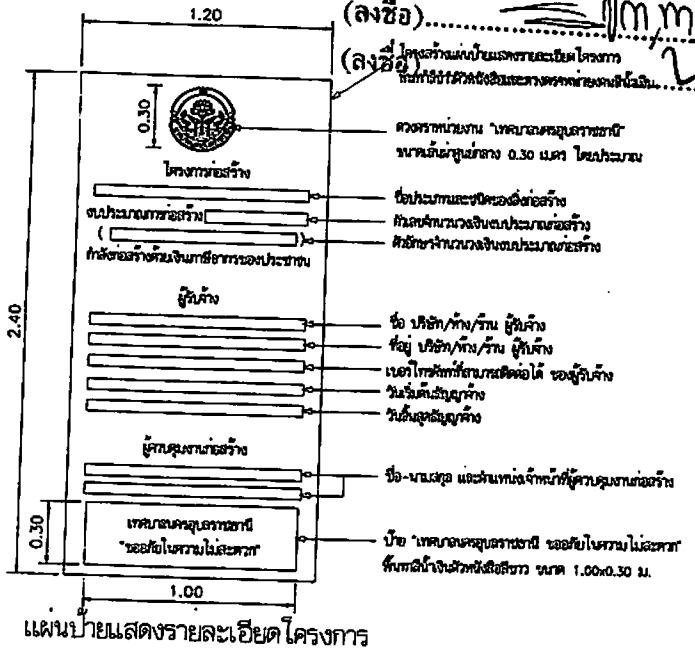 1.20
(ลงชื่อ)
(ลงชื่อ)
โครงสร้างแผ่นป้ายแสดงรายละเอียดโครงการ
0.30
ดวงตราหน่วยงาน "เทศบาลนครอุบลราชธานี"
ขนาดเส้นผ่าศูนย์กลาง 0.30 เมตร โดยประมาณ
โครงการก่อสร้าง
ชื่อประเภทและชนิดของสิ่งก่อสร้าง
งบประมาณการก่อสร้าง
ตัวเลขจำนวนวงเงินงบประมาณก่อสร้าง
( )
ตัวอักษรจำนวนวงเงินงบประมาณก่อสร้าง
กำลังก่อสร้างด้วยเงินภาษีอากรของประชาชน
2.40
ผู้รับจ้าง
ชื่อ บริษัท/ห้าง/ร้าน ผู้รับจ้าง
ที่อยู่ บริษัท/ห้าง/ร้าน ผู้รับจ้าง
เบอร์โทรศัพท์ที่สามารถติดต่อได้ ของผู้รับจ้าง
วันเริ่มต้นสัญญาจ้าง
วันสิ้นสุดสัญญาจ้าง
ผู้ควบคุมงานก่อสร้าง
ชื่อ-นามสกุล และตำแหน่งเจ้าหน้าที่ผู้ควบคุมงานก่อสร้าง
0.30
เทศบาลนครอุบลราชธานี
"ขออภัยในความไม่สะดวก"
ป้าย "เทศบาลนครอุบลราชธานี ขออภัยในความไม่สะดวก"
พื้นทาสีน้ำเงินตัวหนังสือสีขาว ขนาด 1.00x0.30 ม.
1.00
แผ่นป้ายแสดงรายละเอียดโครงการ